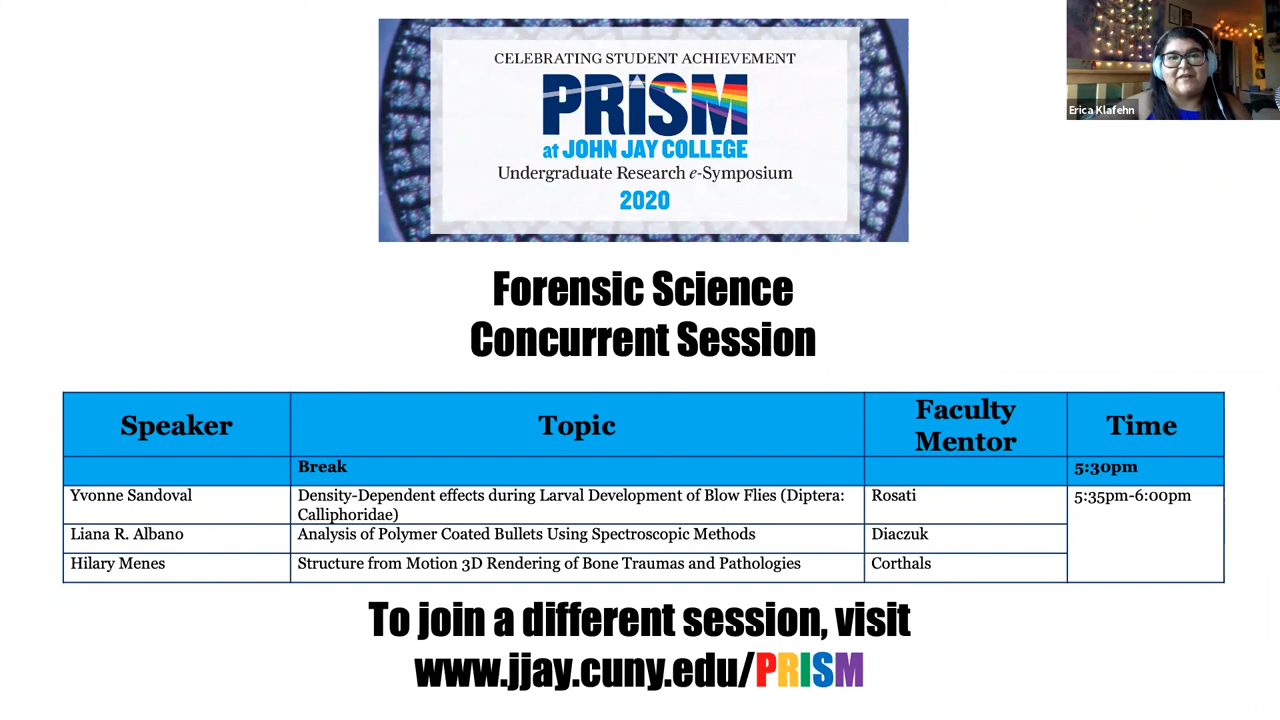 CELEBRATING STUDENT ACHIEVEMENT
PRISM
at JOHN JAY COLLEGE
Undergraduate Research e-Symposium
2020
Erica Klafehn
Forensic Science
Concurrent Session
Speaker Topic Faculty Mentor Time
Break 5:30pm
Yvonne Sandoval Density-Dependent effects during Larval Development of Blow Flies (Diptera: Rosati 5:35pm-6:00pm
Calliphoridae)
Liana R. Albano Analysis of Polymer Coated Bullets Using Spectroscopic Methods Diaczuk
Hilary Menes Structure from Motion 3D Rendering of Bone Traumas and Pathologies Corthals
To join a different session, visit
www.jjay.cuny.edu/PRISM